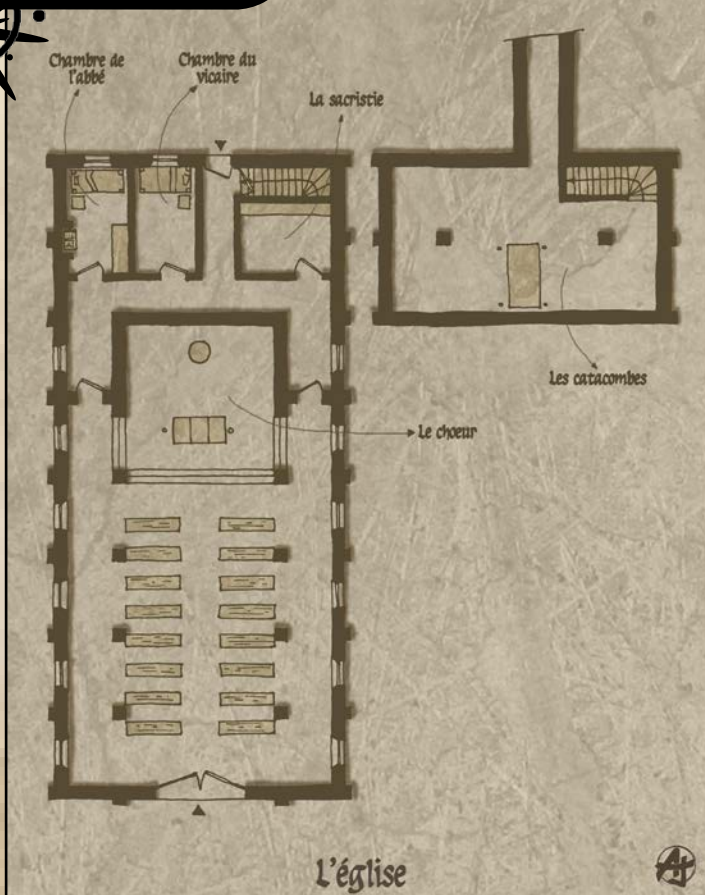 Chambre de
l'abbé
Chambre du
vicaire
La sacristie
Les catacombes
Le choeur
L'église